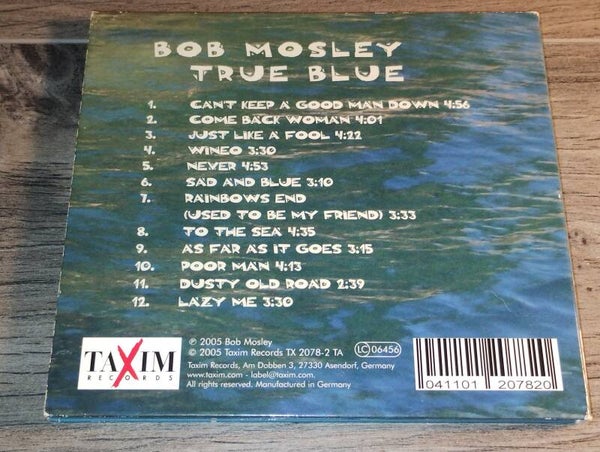 BOB MOSLEY
TRUE BLUE
1. CAN'T KEEP A GOOD MAN DOWN 4:56
2. COME BACK WOMAN 4:01
3. JUST LIKE A FOOL 4:22
4. WINEO 3:30
5. NEVER 4:53
6. SAD AND BLUE 3:10
7. RAINBOWS END
(USED TO BE MY FRIEND) 3:33
8. TO THE SEA 4:35
9. AS FAR AS IT GOES 3:15
10. POOR MAN 4:13
11. DUSTY OLD ROAD 2:39
12. LAZY ME 3:30
TAXIM
RECORDS
℗ 2005 Bob Mosley
© 2005 Taxim Records TX 2078-2 TA
Taxim Records, Am Dobben 3, 27330 Asendorf, Germany
www.taxim.com - label@taxim.com
All rights reserved. Manufactured in Germany
LC 06456
041101 207820